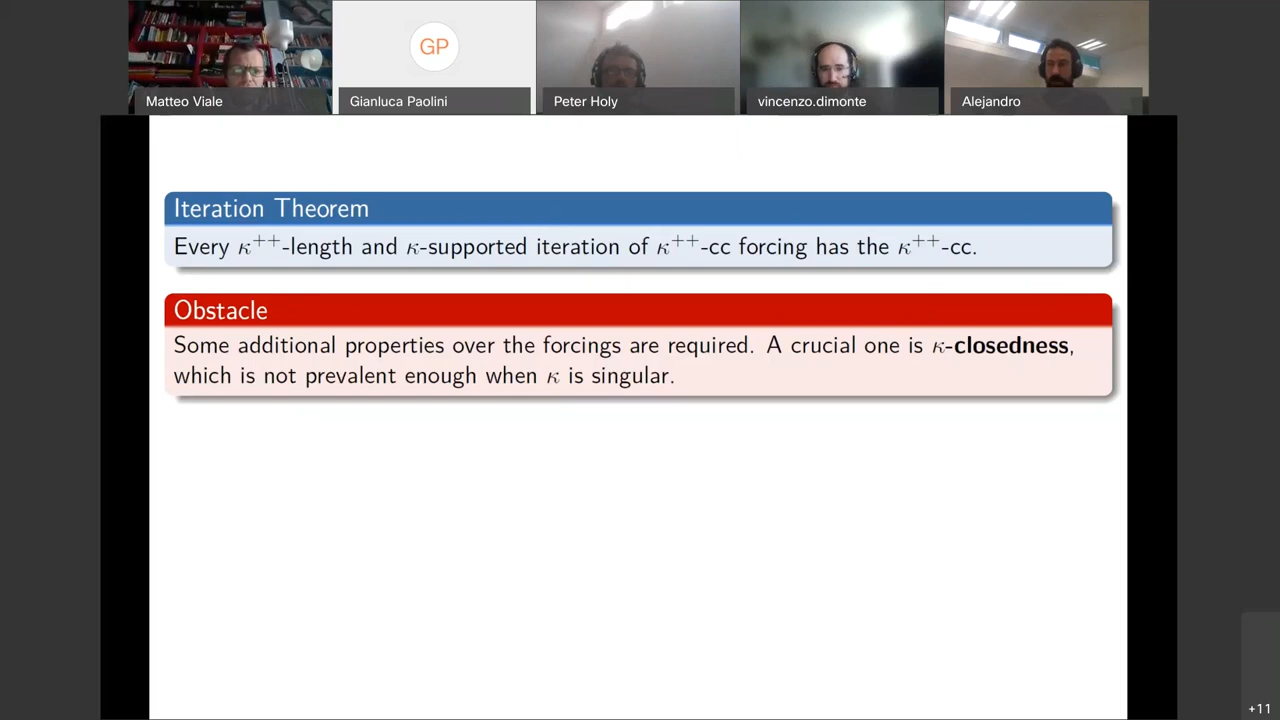 GP
Matteo Viale
Gianluca Paolini
Peter Holy
vincenzo.dimonte
Alejandro
Iteration Theorem
Every κ⁺⁺-length and κ-supported iteration of κ⁺⁺-cc forcing has the κ⁺⁺-cc.
Obstacle
Some additional properties over the forcings are required. A crucial one is κ-closedness,
which is not prevalent enough when κ is singular.
+11